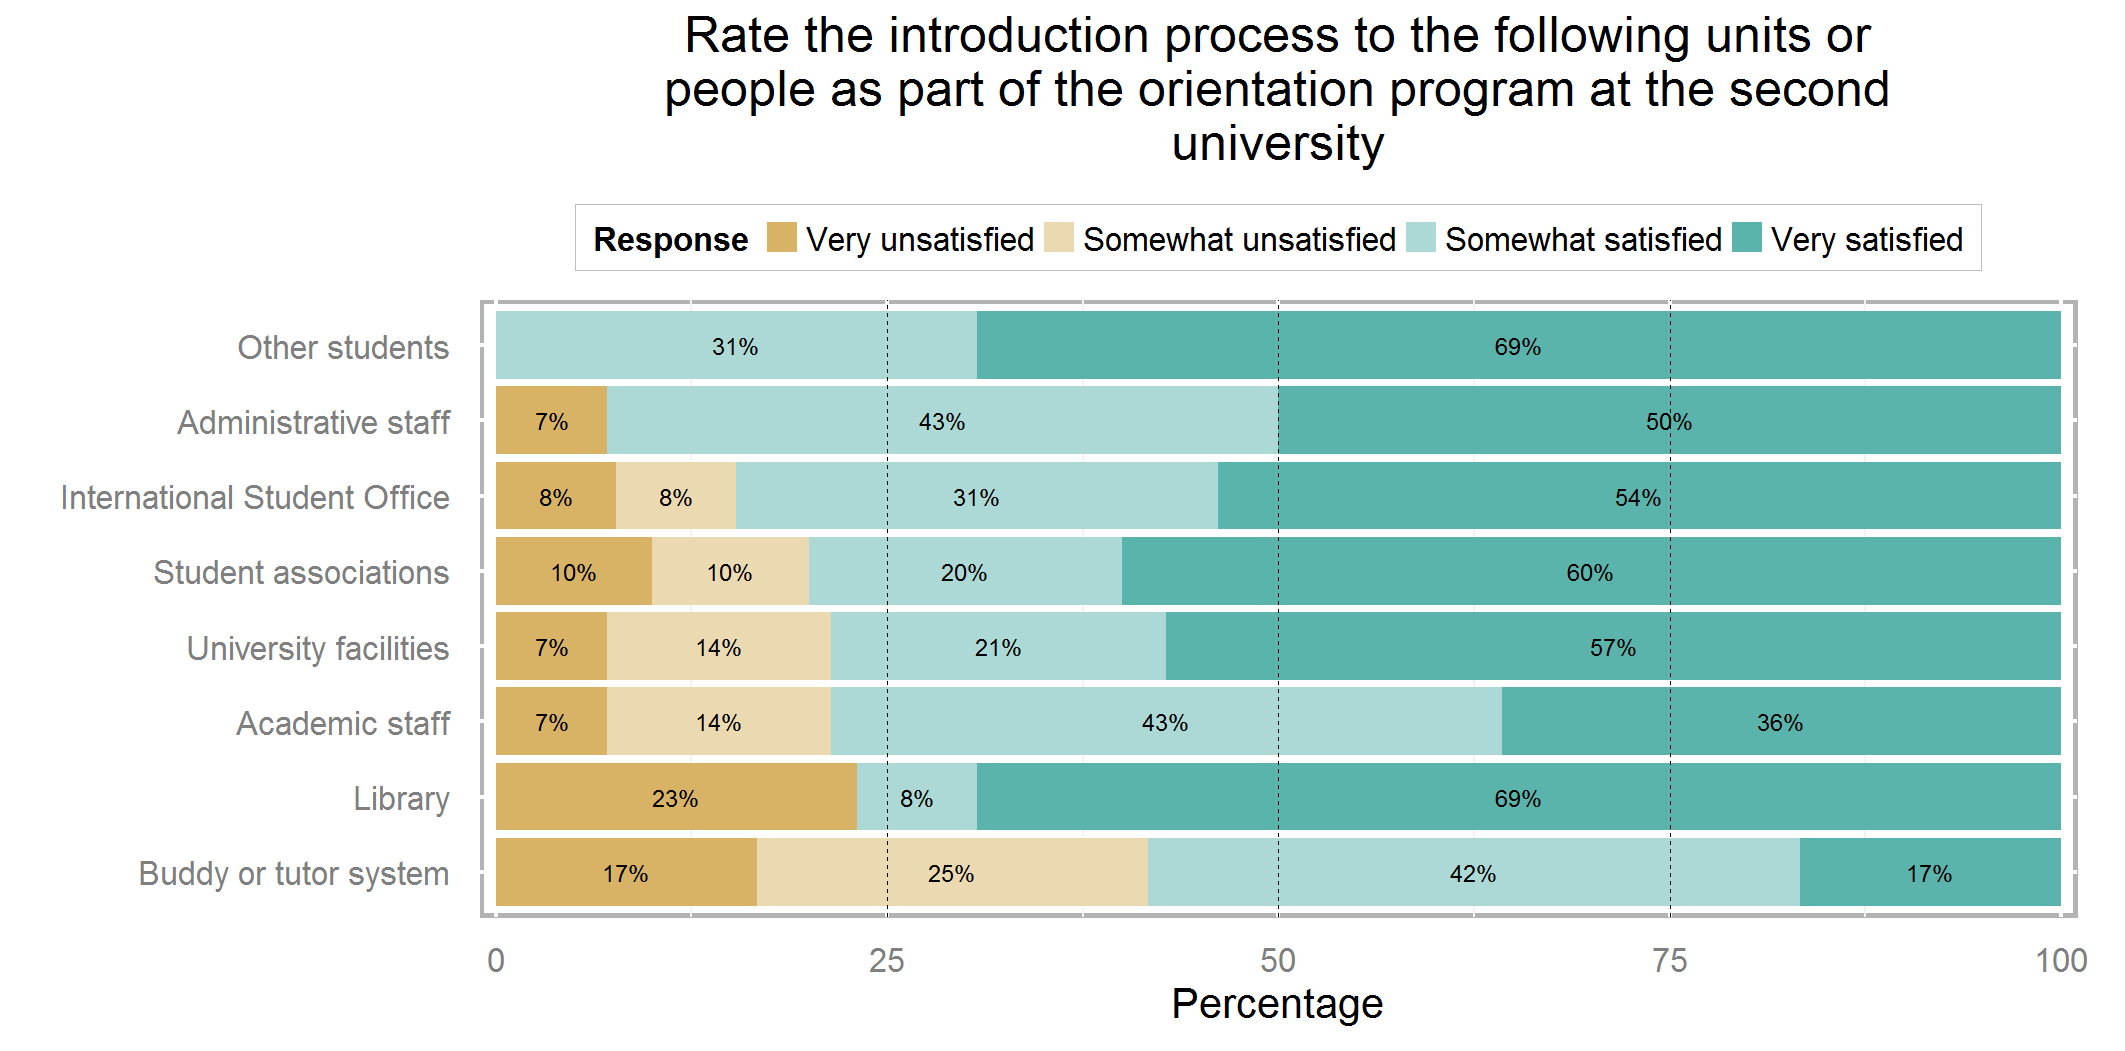 Rate the introduction process to the following units or
people as part of the orientation program at the second
university
Response Very unsatisfied Somewhat unsatisfied Somewhat satisfied Very satisfied
Other students 31% 69%
Administrative staff 7% 43% 50%
International Student Office 8% 8% 31% 54%
Student associations 10% 10% 20% 60%
University facilities 7% 14% 21% 57%
Academic staff 7% 14% 43% 36%
Library 23% 8% 69%
Buddy or tutor system 17% 25% 42% 17%
0 25 50 75 100
Percentage